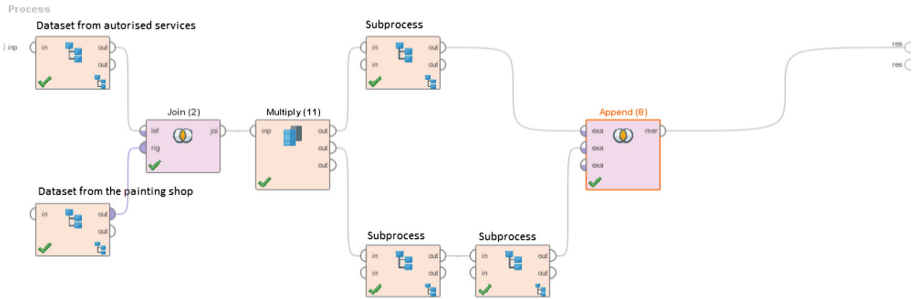 Process
Dataset from autorised services
Subprocess
inp
in
out
out
in
out
in
out
res
res
Join (2)
Multiply (11)
Append (8)
lef
joi
rig
inp
out
out
out
exa
mer
exa
exa
Dataset from the painting shop
in
out
out
Subprocess
Subprocess
in
out
in
out
in
out
in
out